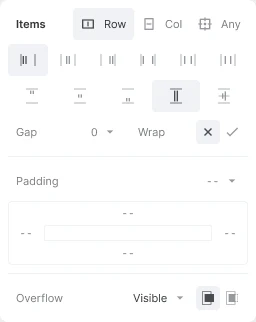 Items Row Col Any
Gap 0 Wrap
Padding --
--
-- --
--
Overflow Visible